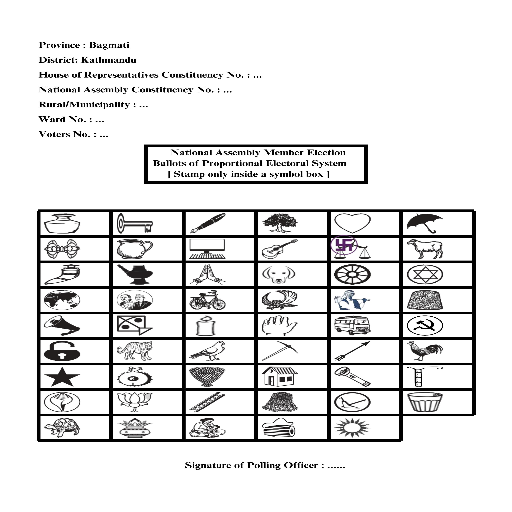 Province : Bagmati
District: Kathmandu
House of Representatives Constituency No. : ...
National Assembly Constituency No. : ...
Rural/Municipality : ...
Ward No. : ...
Voters No. : ...
National Assembly Member Election
Ballots of Proportional Electoral System
[ Stamp only inside a symbol box ]
Signature of Polling Officer : ......